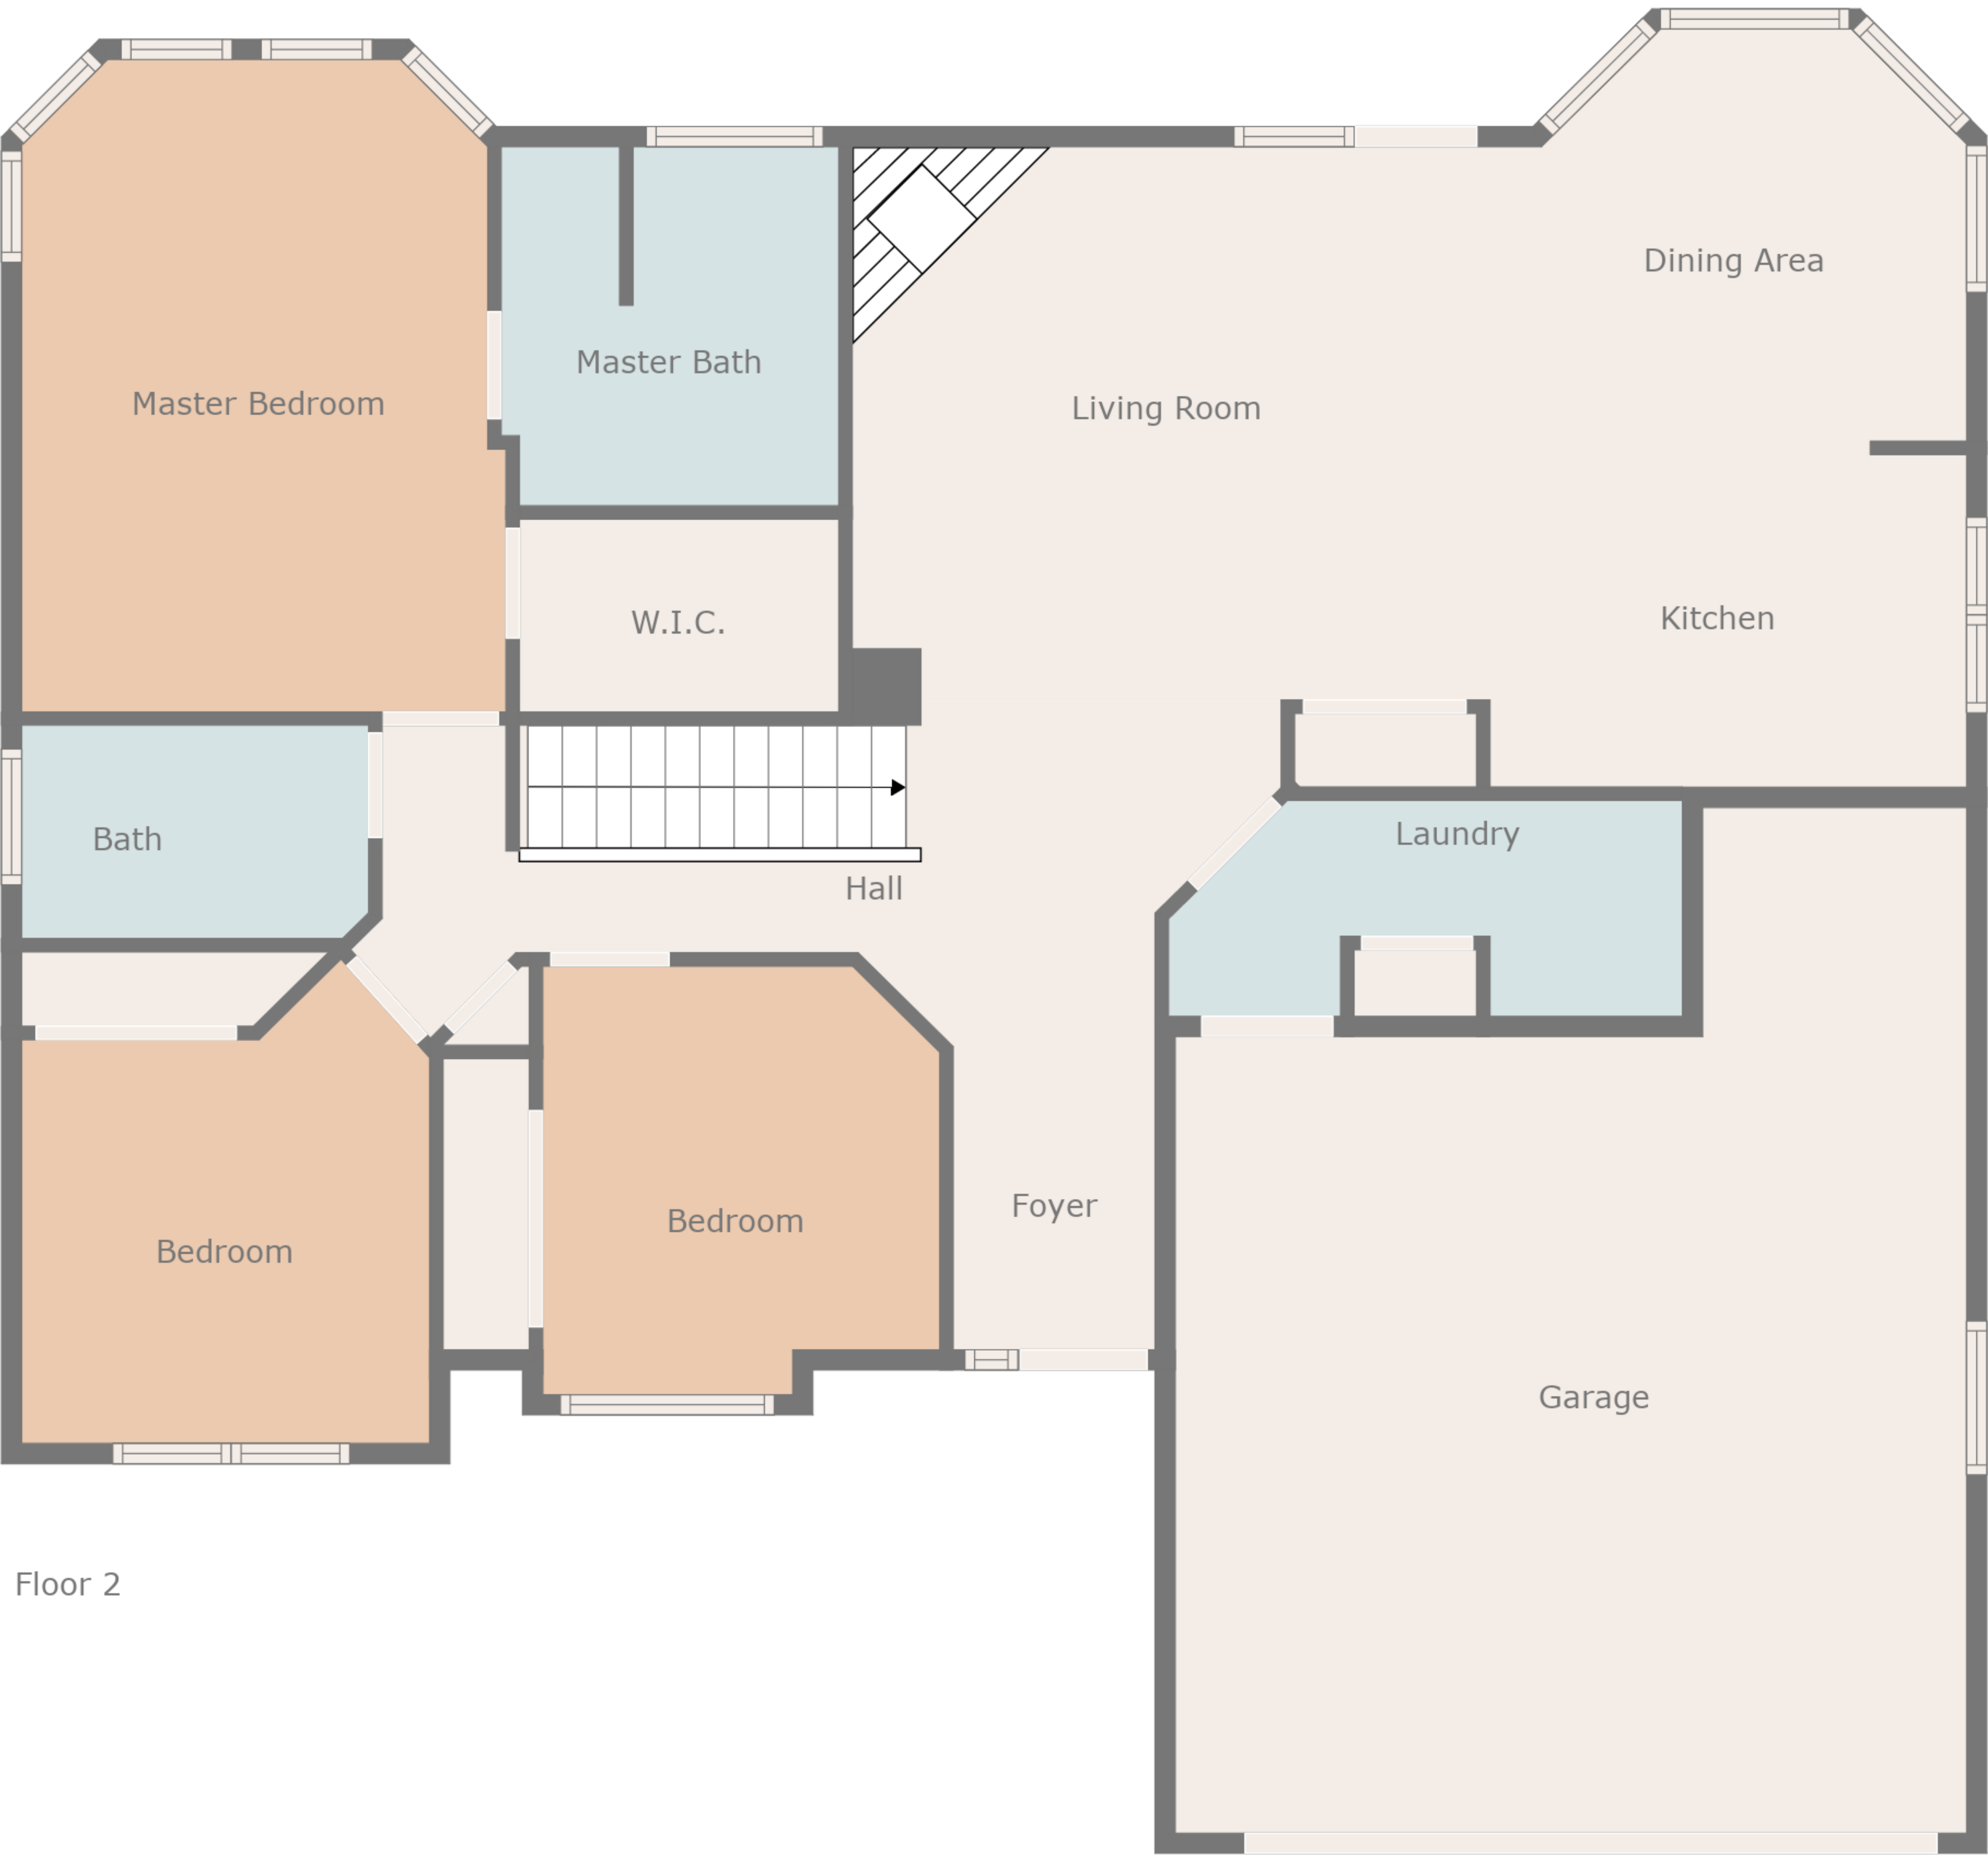 Dining Area
Master Bath
Master Bedroom
Living Room
W.I.C.
Kitchen
Bath
Laundry
Hall
Foyer
Bedroom
Bedroom
Garage
Floor 2